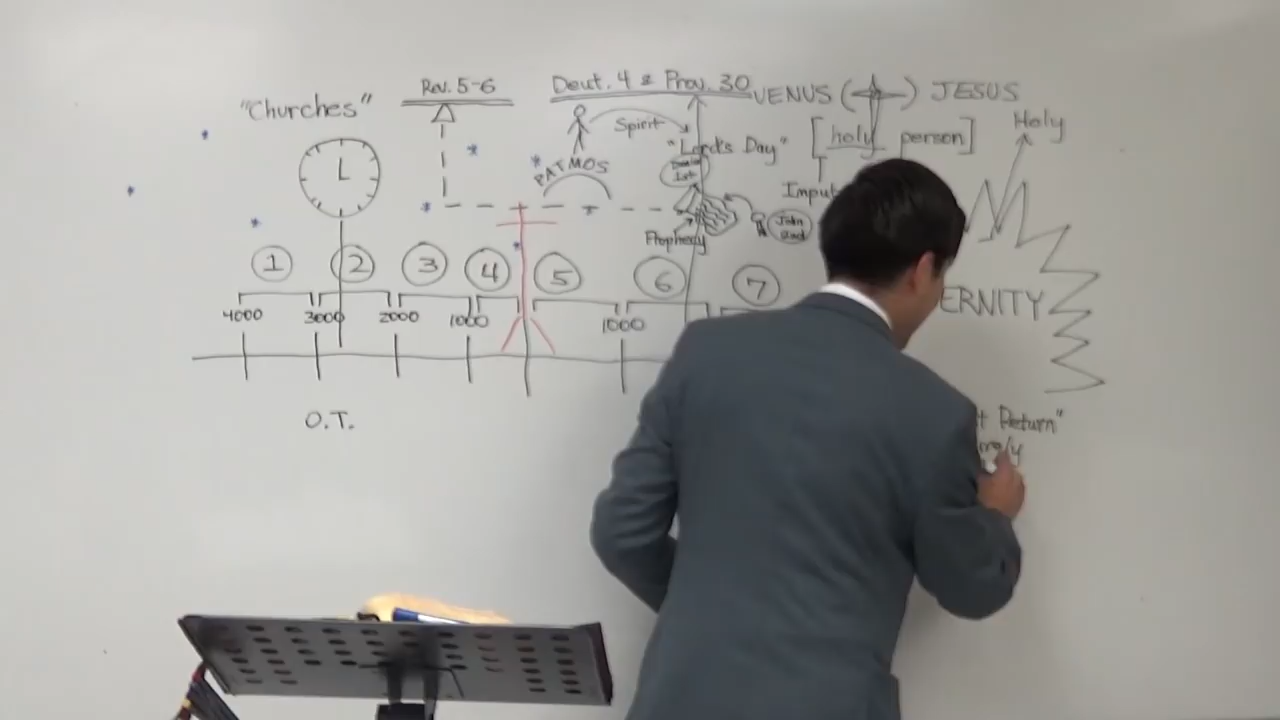 Rev. 5-6
Deut. 4 & Prov. 30
VENUS ( ) JESUS
"Churches"
Spirit
"Lord's Day"
[holy person]
Holy
PATMOS
Prophecy
John
1 2 3 4 5 6 7
4000 3000 2000 1000 1000
ERNITY
O.T.
Return"